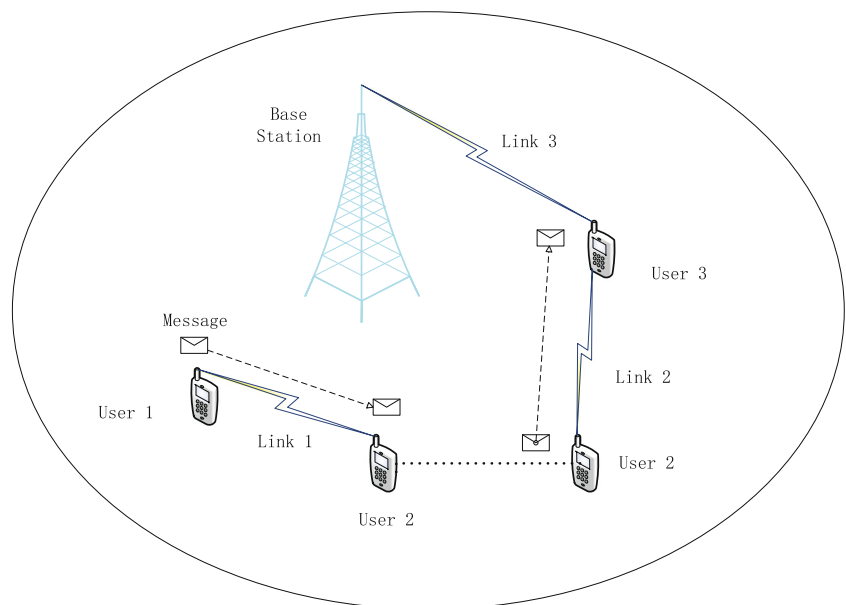 Base
Station
Link 3
User 3
Message
Link 2
User 1
Link 1
User 2
User 2